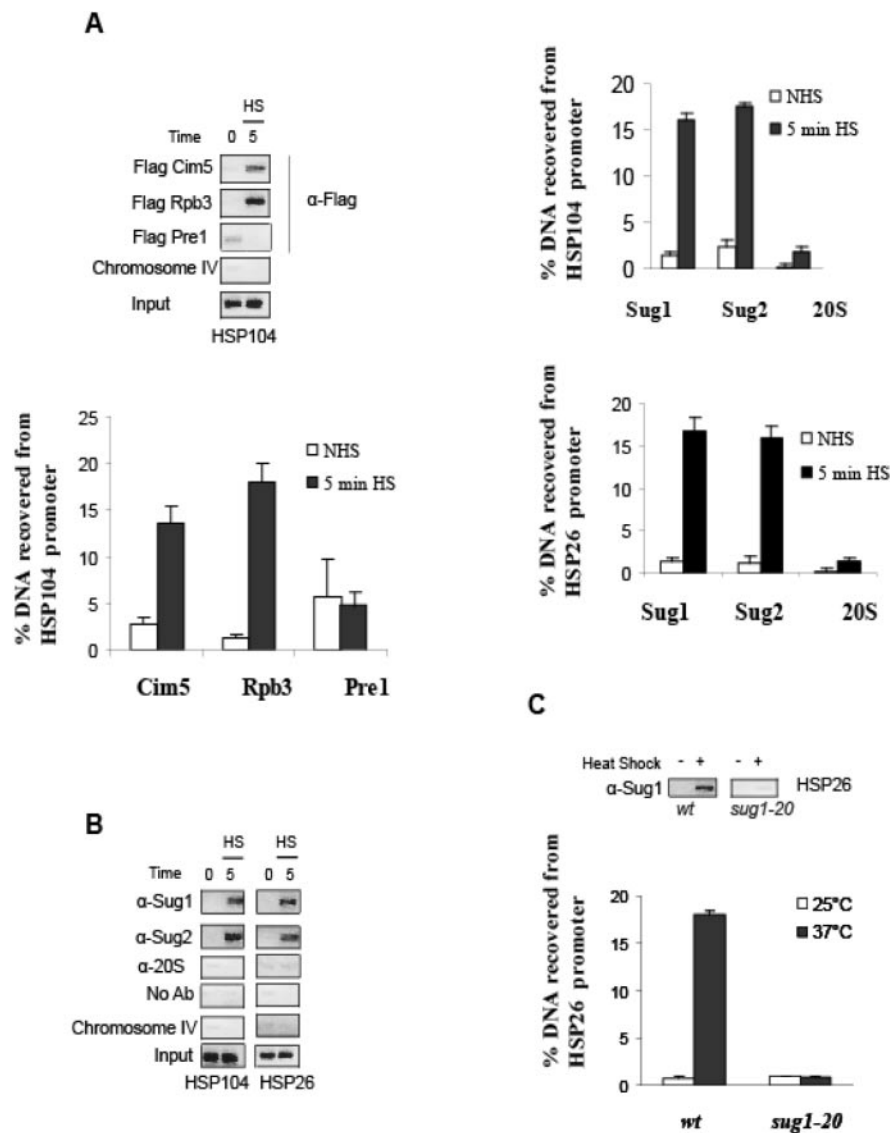 A
HS
Time 0 5
Flag Cim5
Flag Rpb3
α-Flag
Flag Pre1
Chromosome IV
Input
HSP104
% DNA recovered from
HSP104 promoter
25
20
15
10
5
0
NHS
5 min HS
Cim5 Rpb3 Pre1
% DNA recovered from
HSP104 promoter
20
15
10
5
0
NHS
5 min HS
Sug1 Sug2 20S
% DNA recovered from
HSP26 promoter
20
15
10
5
0
NHS
5 min HS
Sug1 Sug2 20S
B
HS HS
Time 0 5 0 5
α-Sug1
α-Sug2
α-20S
No Ab
Chromosome IV
Input
HSP104 HSP26
C
Heat Shock - + - +
α-Sug1 HSP26
wt sug1-20
% DNA recovered from
HSP26 promoter
20
15
10
5
0
25°C
37°C
wt sug1-20